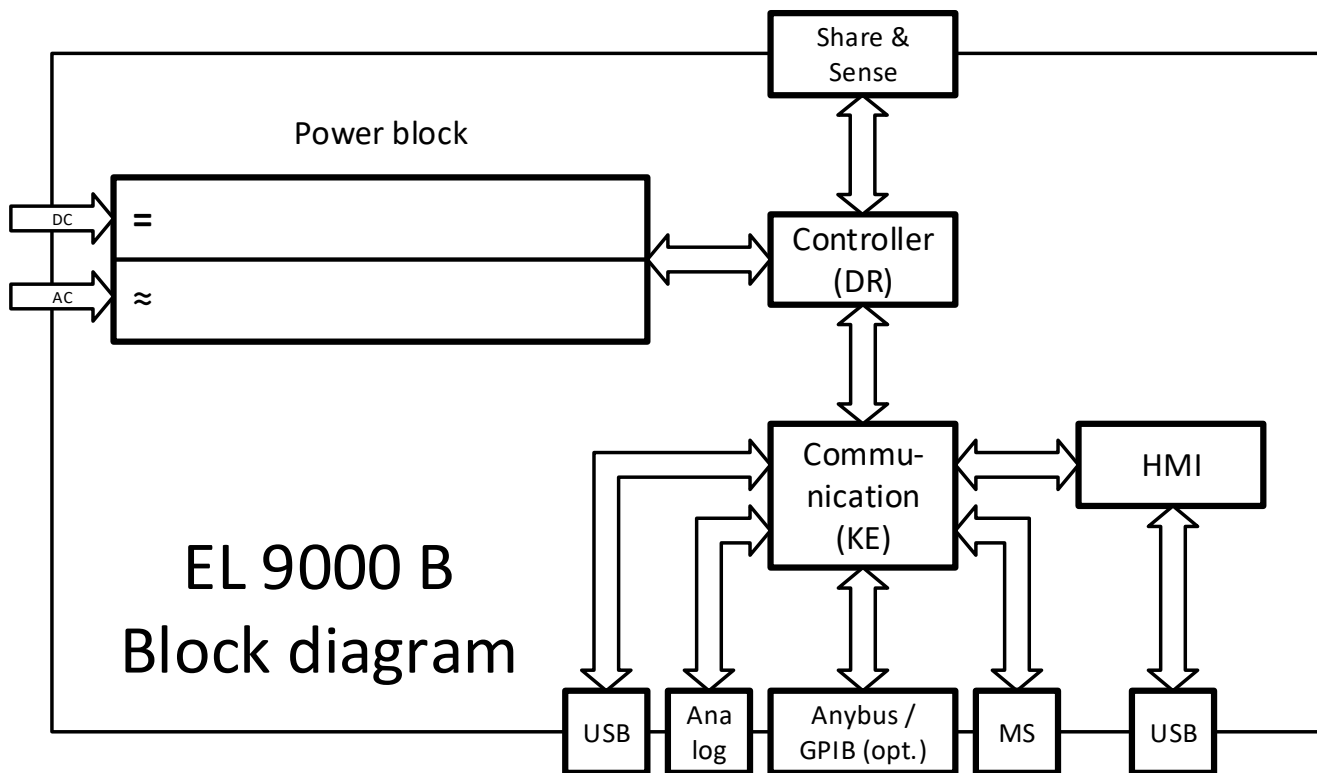 Share &
Sense
Power block
DC
=
Controller
(DR)
AC
≈
Commu-
nication
(KE)
HMI
EL 9000 B
Block diagram
USB
Ana
log
Anybus /
GPIB (opt.)
MS
USB